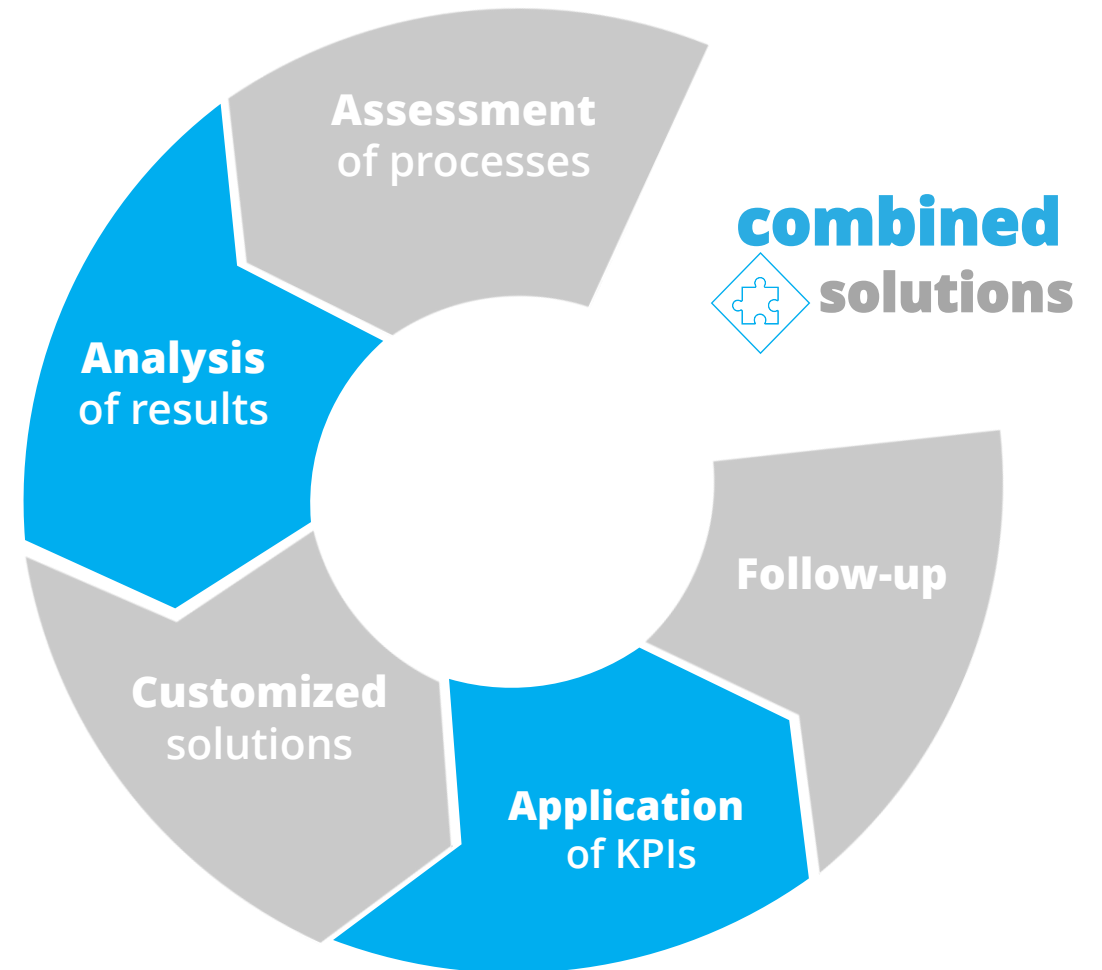 Assessment
of processes
combined
solutions
Analysis
of results
Follow-up
Customized
solutions
Application
of KPIs